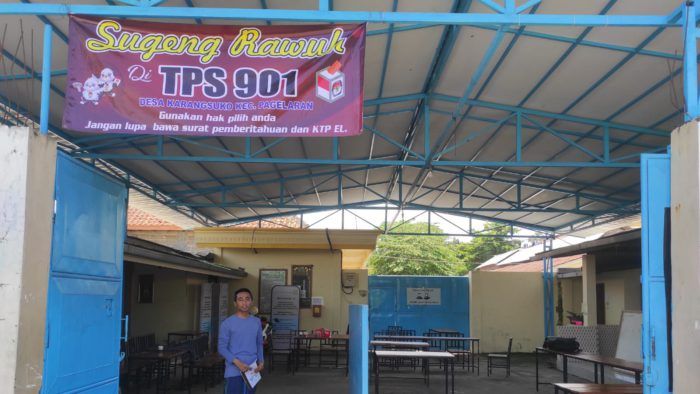 Sugeng Rawuh
Di TPS 901
DESA KARANGSUKO KEC. PAGELARAN
Gunakan hak pilih anda
Jangan lupa bawa surat pemberitahuan dan KTP EL.